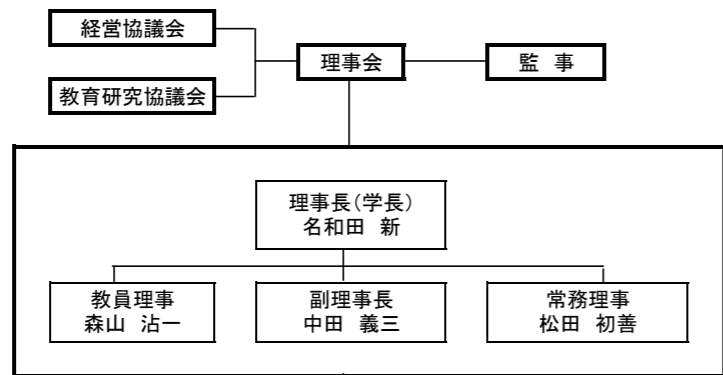 経営協議会
理事会
監 事
教育研究協議会
理事長(学長)
名和田 新
教員理事
森山 沾一
副理事長
中田 義三
常務理事
松田 初善